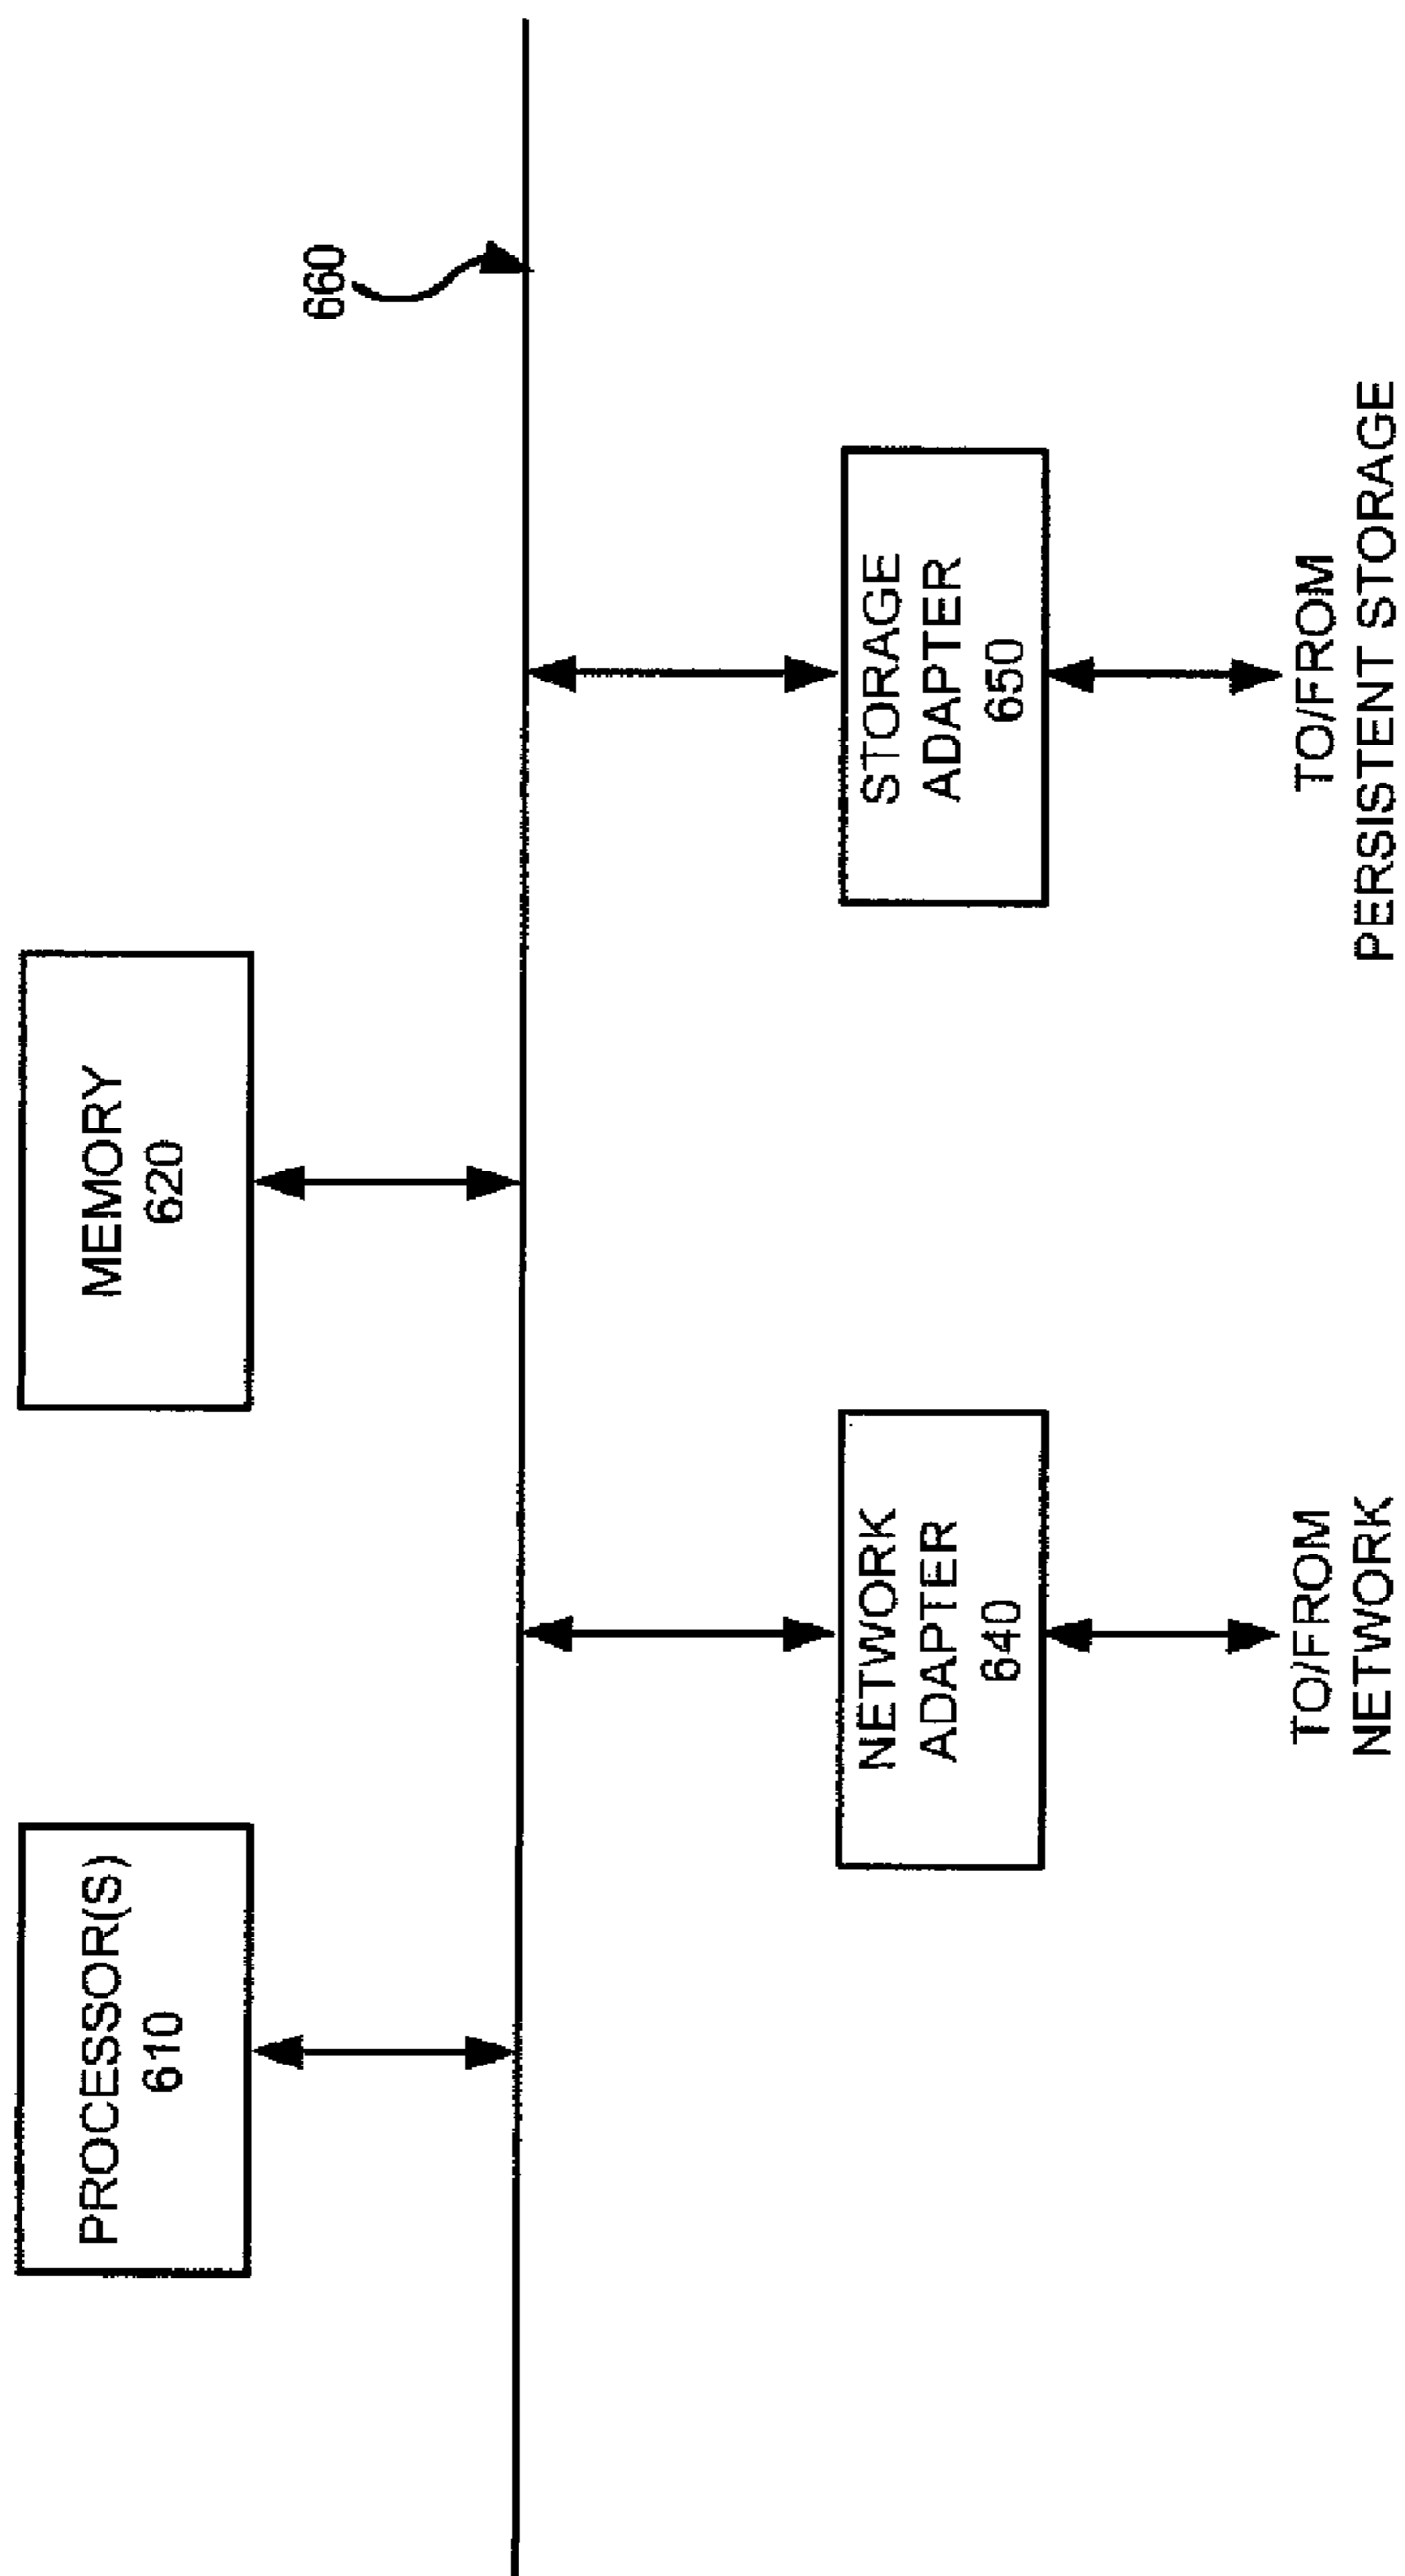 PROCESSOR(S)
610
MEMORY
620
660
NETWORK
ADAPTER
640
STORAGE
ADAPTER
650
TO/FROM
NETWORK
TO/FROM
PERSISTENT STORAGE